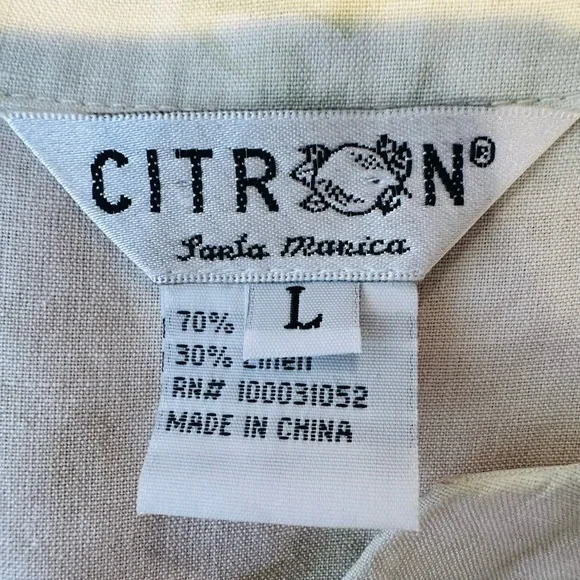 CITRON®
Santa Monica
L
70%
30% Linen
RN# 100031052
MADE IN CHINA